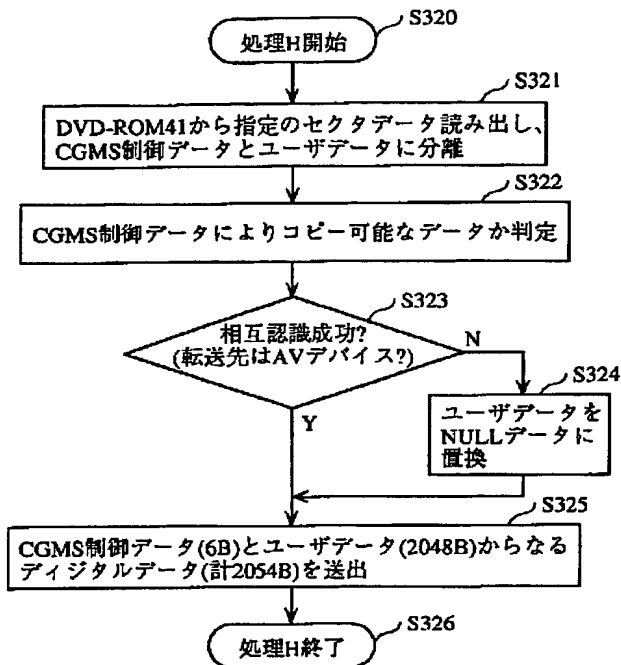 S320
処理H開始
S321
DVD-ROM41から指定のセクタデータ読み出し、
CGMS制御データとユーザデータに分離
S322
CGMS制御データによりコピー可能なデータか判定
S323
相互認識成功?
(転送先はAVデバイス?)
N
S324
ユーザデータを
NULLデータに
置換
Y
S325
CGMS制御データ(6B)とユーザデータ(2048B)からなる
ディジタルデータ(計2054B)を送出
S326
処理H終了